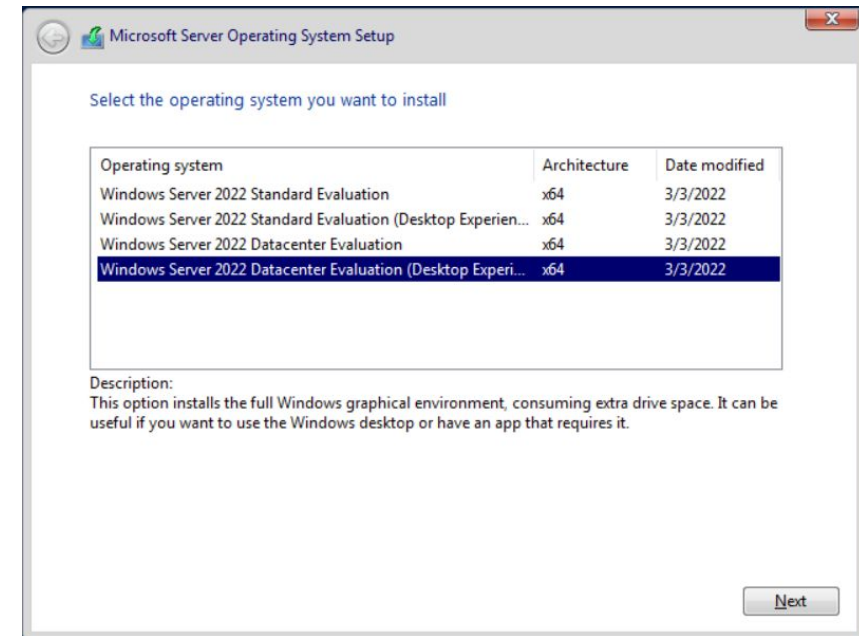 Microsoft Server Operating System Setup
Select the operating system you want to install
Operating system Architecture Date modified
Windows Server 2022 Standard Evaluation x64 3/3/2022
Windows Server 2022 Standard Evaluation (Desktop Experien... x64 3/3/2022
Windows Server 2022 Datacenter Evaluation x64 3/3/2022
Windows Server 2022 Datacenter Evaluation (Desktop Experi... x64 3/3/2022
Description:
This option installs the full Windows graphical environment, consuming extra drive space. It can be
useful if you want to use the Windows desktop or have an app that requires it.
Next